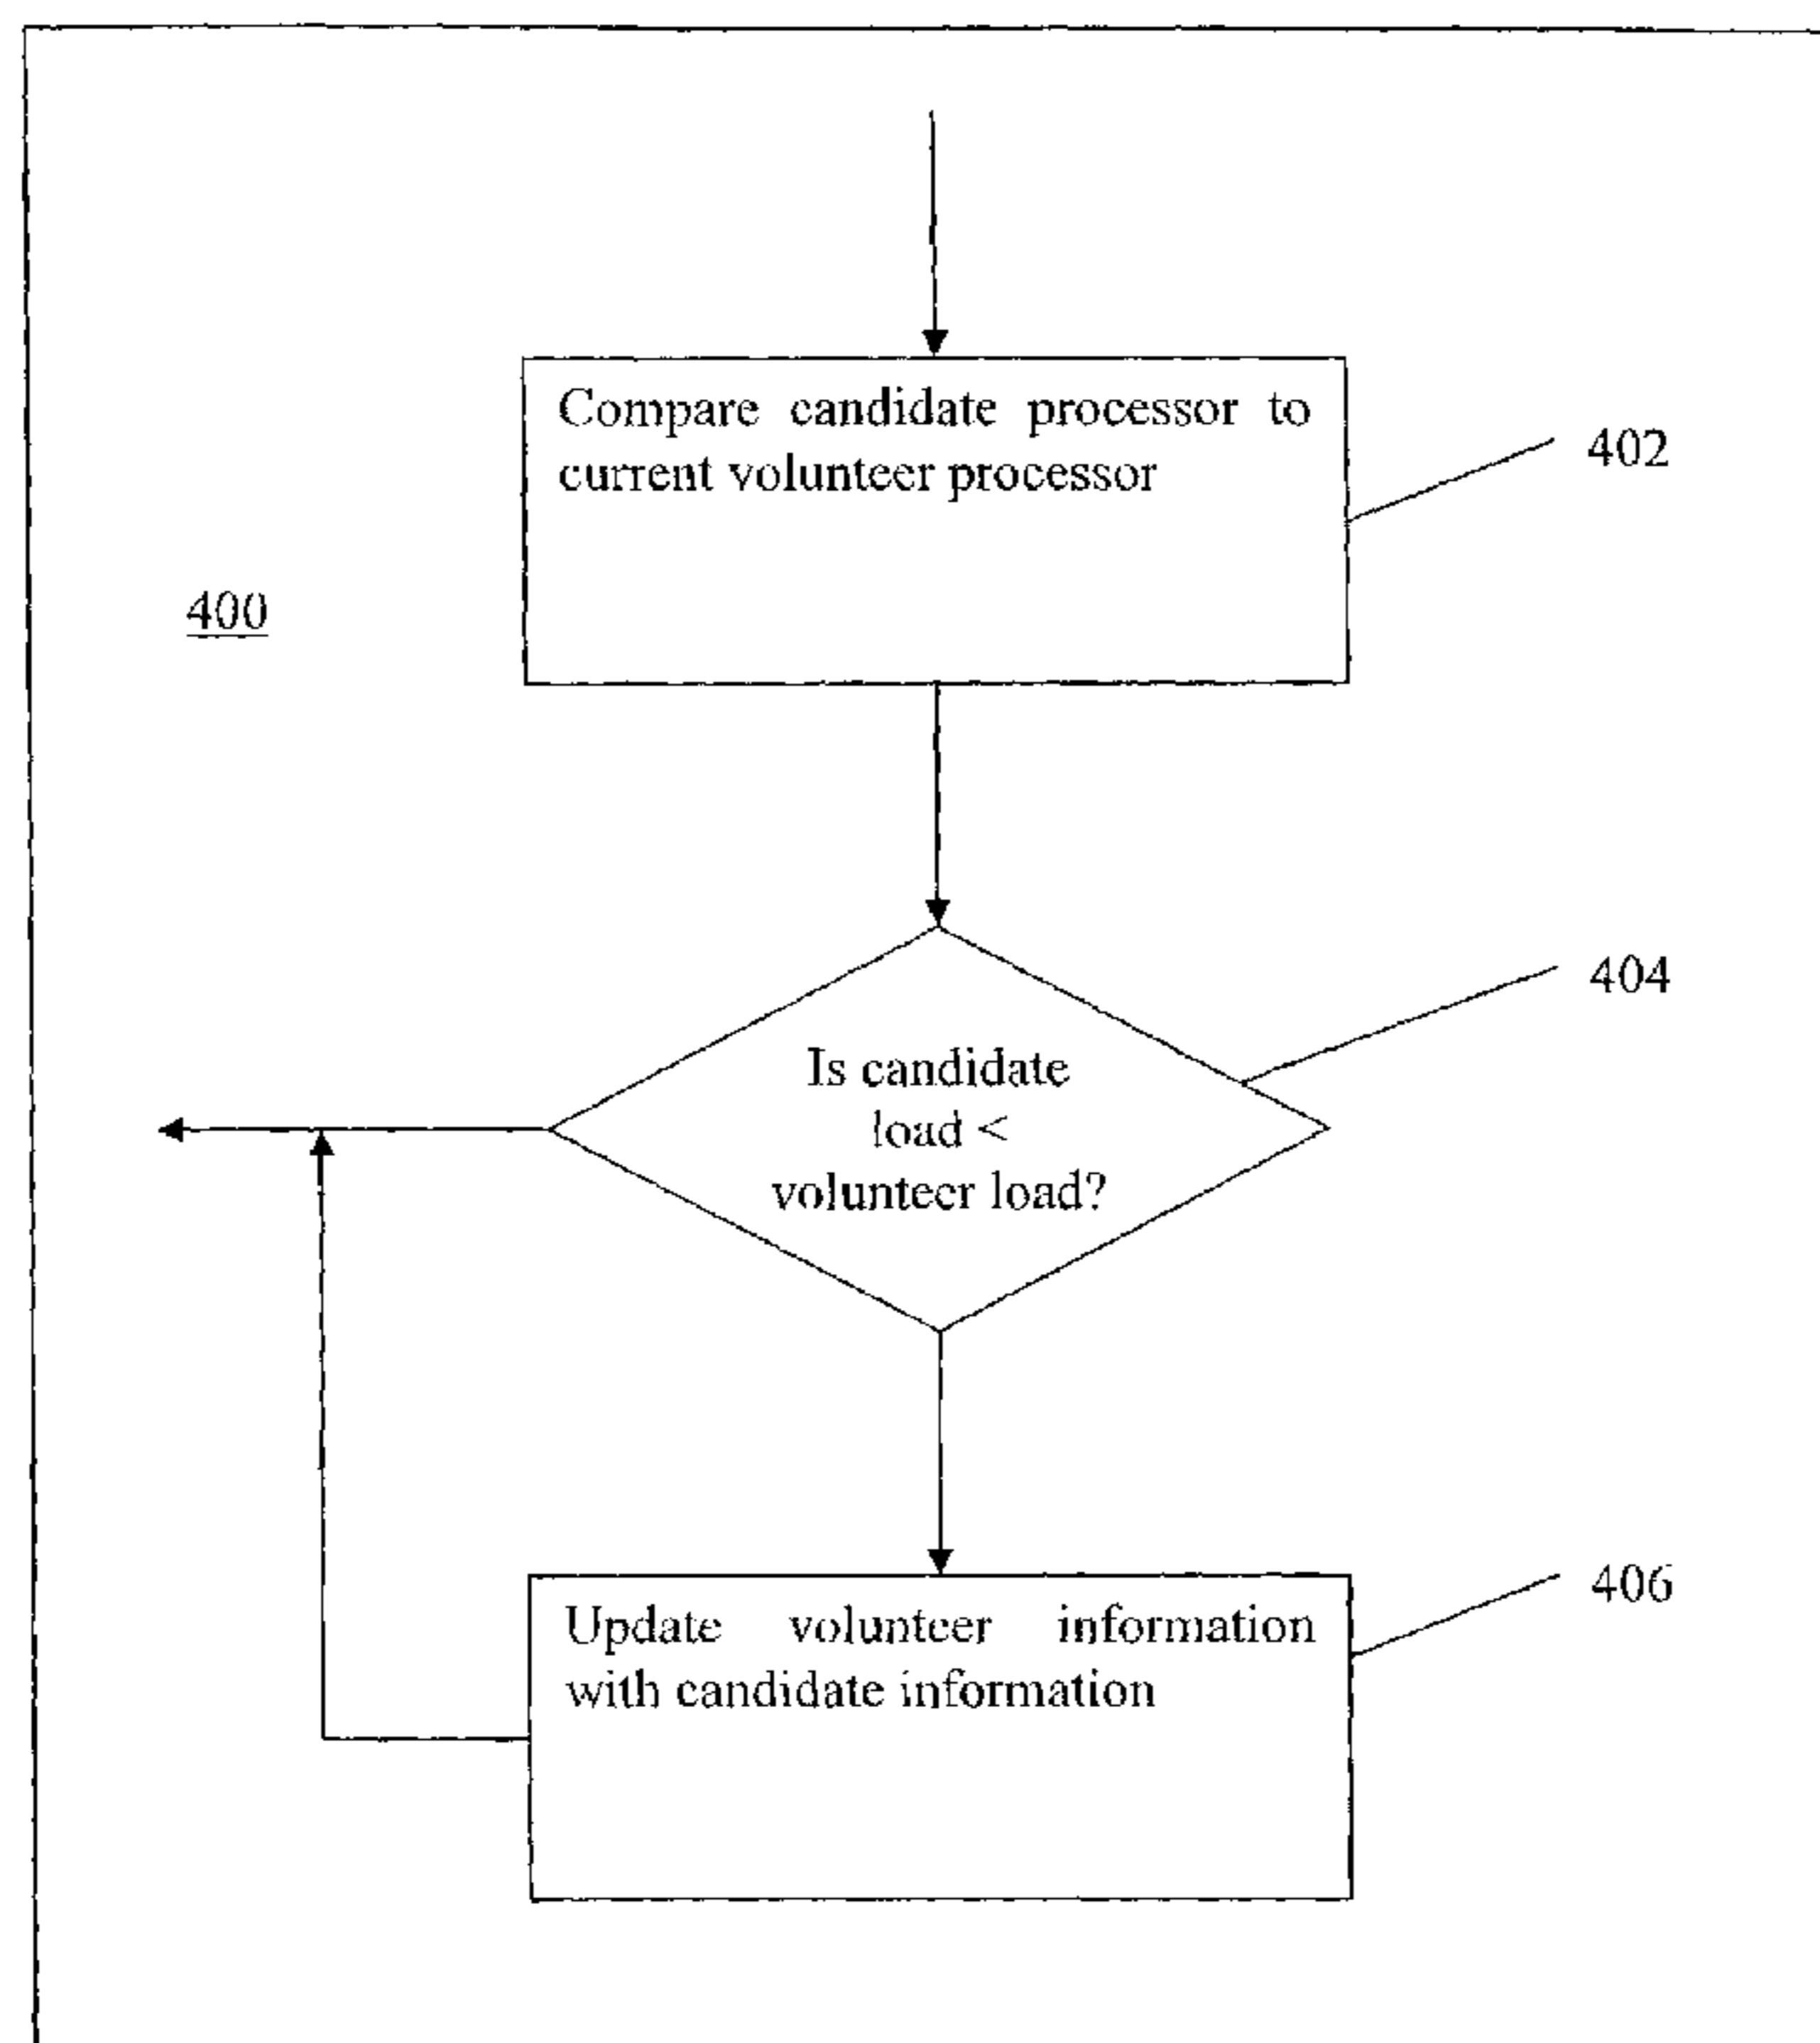 Compare candidate processor to
current volunteer processor
402
400
404
Is candidate
load <
volunteer load?
406
Update volunteer information
with candidate information